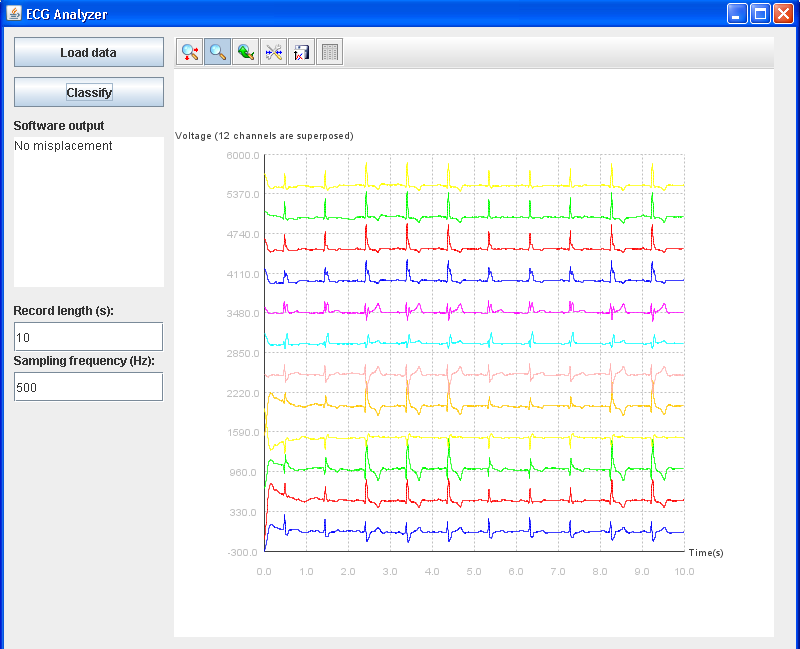 ECG Analyzer
Load data
Classify
Software output
No misplacement
Record length (s):
10
Sampling frequency (Hz):
500
Voltage (12 channels are superposed)
6000.0
5370.0
4740.0
4110.0
3480.0
2850.0
2220.0
1590.0
960.0
330.0
-300.0
Time(s)
0.0 1.0 2.0 3.0 4.0 5.0 6.0 7.0 8.0 9.0 10.0